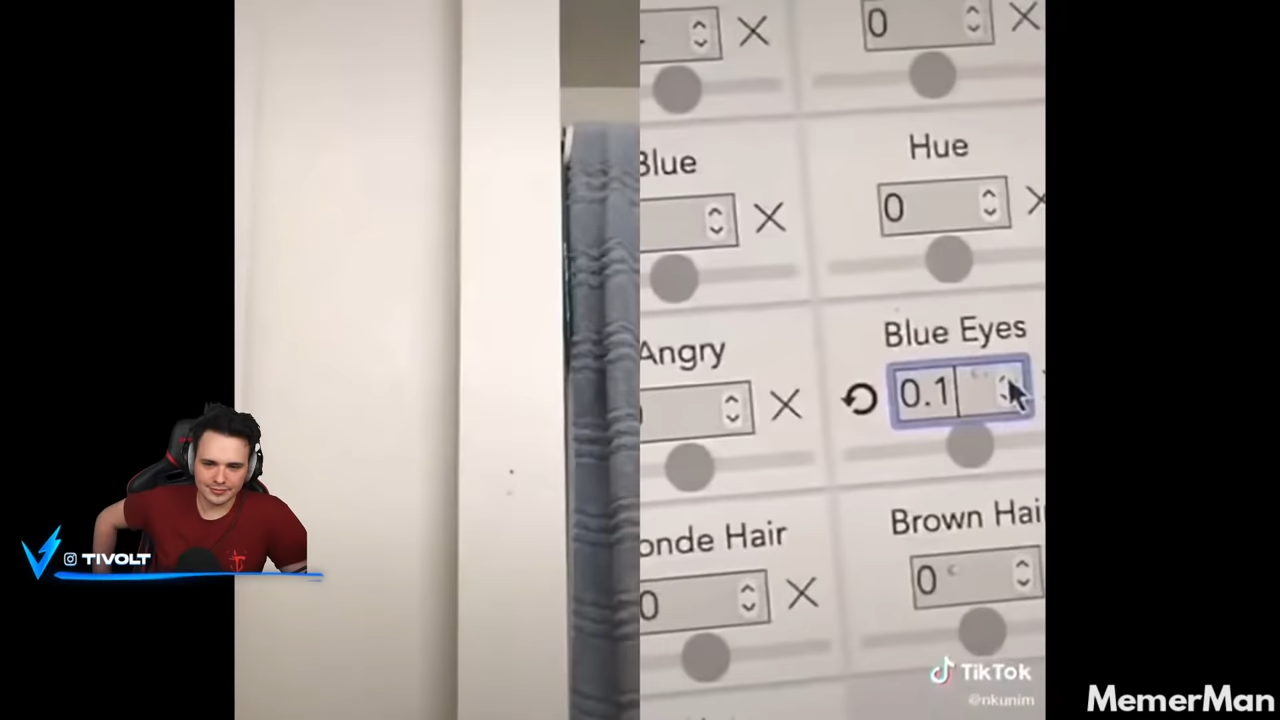 0
Blue
Hue
0
Angry
Blue Eyes
0.1
onde Hair
Brown Hai
0
0
TIVOLT
TikTok
@nkunim
MemerMan